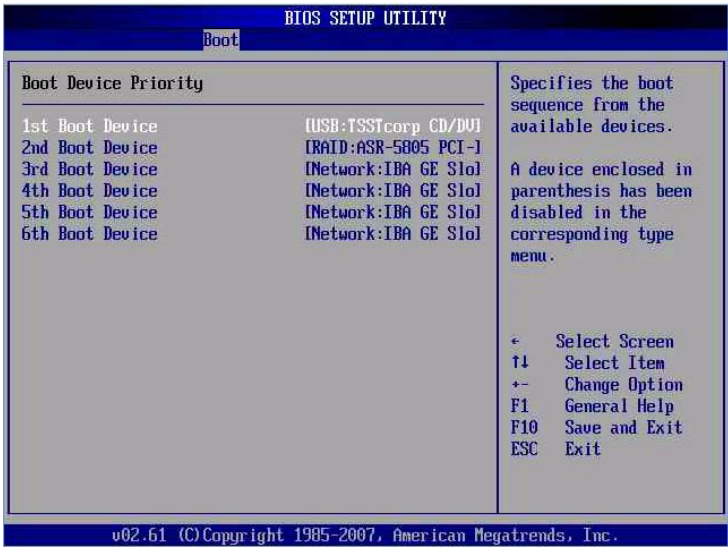 BIOS SETUP UTILITY
Boot
Boot Device Priority
1st Boot Device [USB:TSSTcorp CD/DV]
2nd Boot Device [RAID:ASR-5805 PCI-]
3rd Boot Device [Network:IBA GE Slo]
4th Boot Device [Network:IBA GE Slo]
5th Boot Device [Network:IBA GE Slo]
6th Boot Device [Network:IBA GE Slo]
Specifies the boot
sequence from the
available devices.
A device enclosed in
parenthesis has been
disabled in the
corresponding type
menu.
← Select Screen
↑↓ Select Item
+- Change Option
F1 General Help
F10 Save and Exit
ESC Exit
v02.61 (C)Copyright 1985-2007, American Megatrends, Inc.